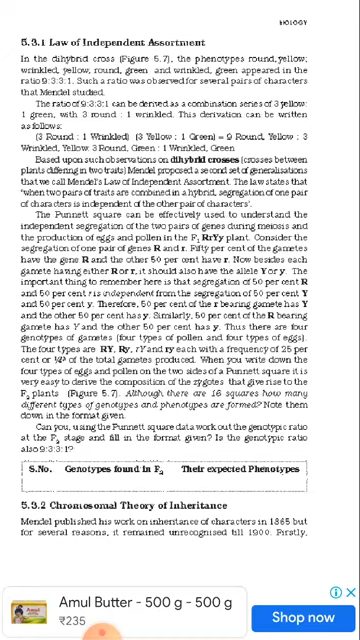 BIOLOGY
5.3.1 Law of Independent Assortment
In the dihybrid cross (Figure 5.7), the phenotypes round, yellow;
wrinkled, yellow, round, green and wrinkled, green appeared in the
ratio 9:3:3:1. Such a ratio was observed for several pairs of characters
that Mendel studied.
The ratio of 9:3:3:1 can be derived as a combination series of 3 yellow:
1 green, with 3 round : 1 wrinkled. This derivation can be written
as follows:
(3 Round : 1 Wrinkled) (3 Yellow : 1 Green) = 9 Round, Yellow : 3
Wrinkled, Yellow: 3 Round, Green : 1 Wrinkled, Green
Based upon such observations on dihybrid crosses (crosses between
plants differing in two traits) Mendel proposed a second set of generalisations
that we call Mendel's Law of Independent Assortment. The law states that
'when two pairs of traits are combined in a hybrid, segregation of one pair
of characters is independent of the other pair of characters'.
The Punnett square can be effectively used to understand the
independent segregation of the two pairs of genes during meiosis and
the production of eggs and pollen in the F1 RrYy plant. Consider the
segregation of one pair of genes R and r. Fifty per cent of the gametes
have the gene R and the other 50 per cent have r. Now besides each
gamete having either R or r, it should also have the allele Y or y. The
important thing to remember here is that segregation of 50 per cent R
and 50 per cent r is independent from the segregation of 50 per cent Y
and 50 per cent y. Therefore, 50 per cent of the r bearing gamete has Y
and the other 50 per cent has y. Similarly, 50 per cent of the R bearing
gamete has Y and the other 50 per cent has y. Thus there are four
genotypes of gametes (four types of pollen and four types of eggs).
The four types are RY, Ry, rY and ry each with a frequency of 25 per
cent or of the total gametes produced. When you write down the
four types of eggs and pollen on the two sides of a Punnett square it is
very easy to derive the composition of the zygotes that give rise to the
F2 plants (Figure 5.7). Although there are 16 squares how many
different types of genotypes and phenotypes are formed? Note them
down in the format given.
Can you, using the Punnett square data work out the genotypic ratio
at the F2 stage and fill in the format given? Is the genotypic ratio
also 9:3:3:1?
S.No. Genotypes found in F2 Their expected Phenotypes
5.3.2 Chromosomal Theory of Inheritance
Mendel published his work on inheritance of characters in 1865 but
for several reasons, it remained unrecognised till 1900. Firstly,
Amul Butter - 500 g - 500 g
₹235
Shop now
Amul